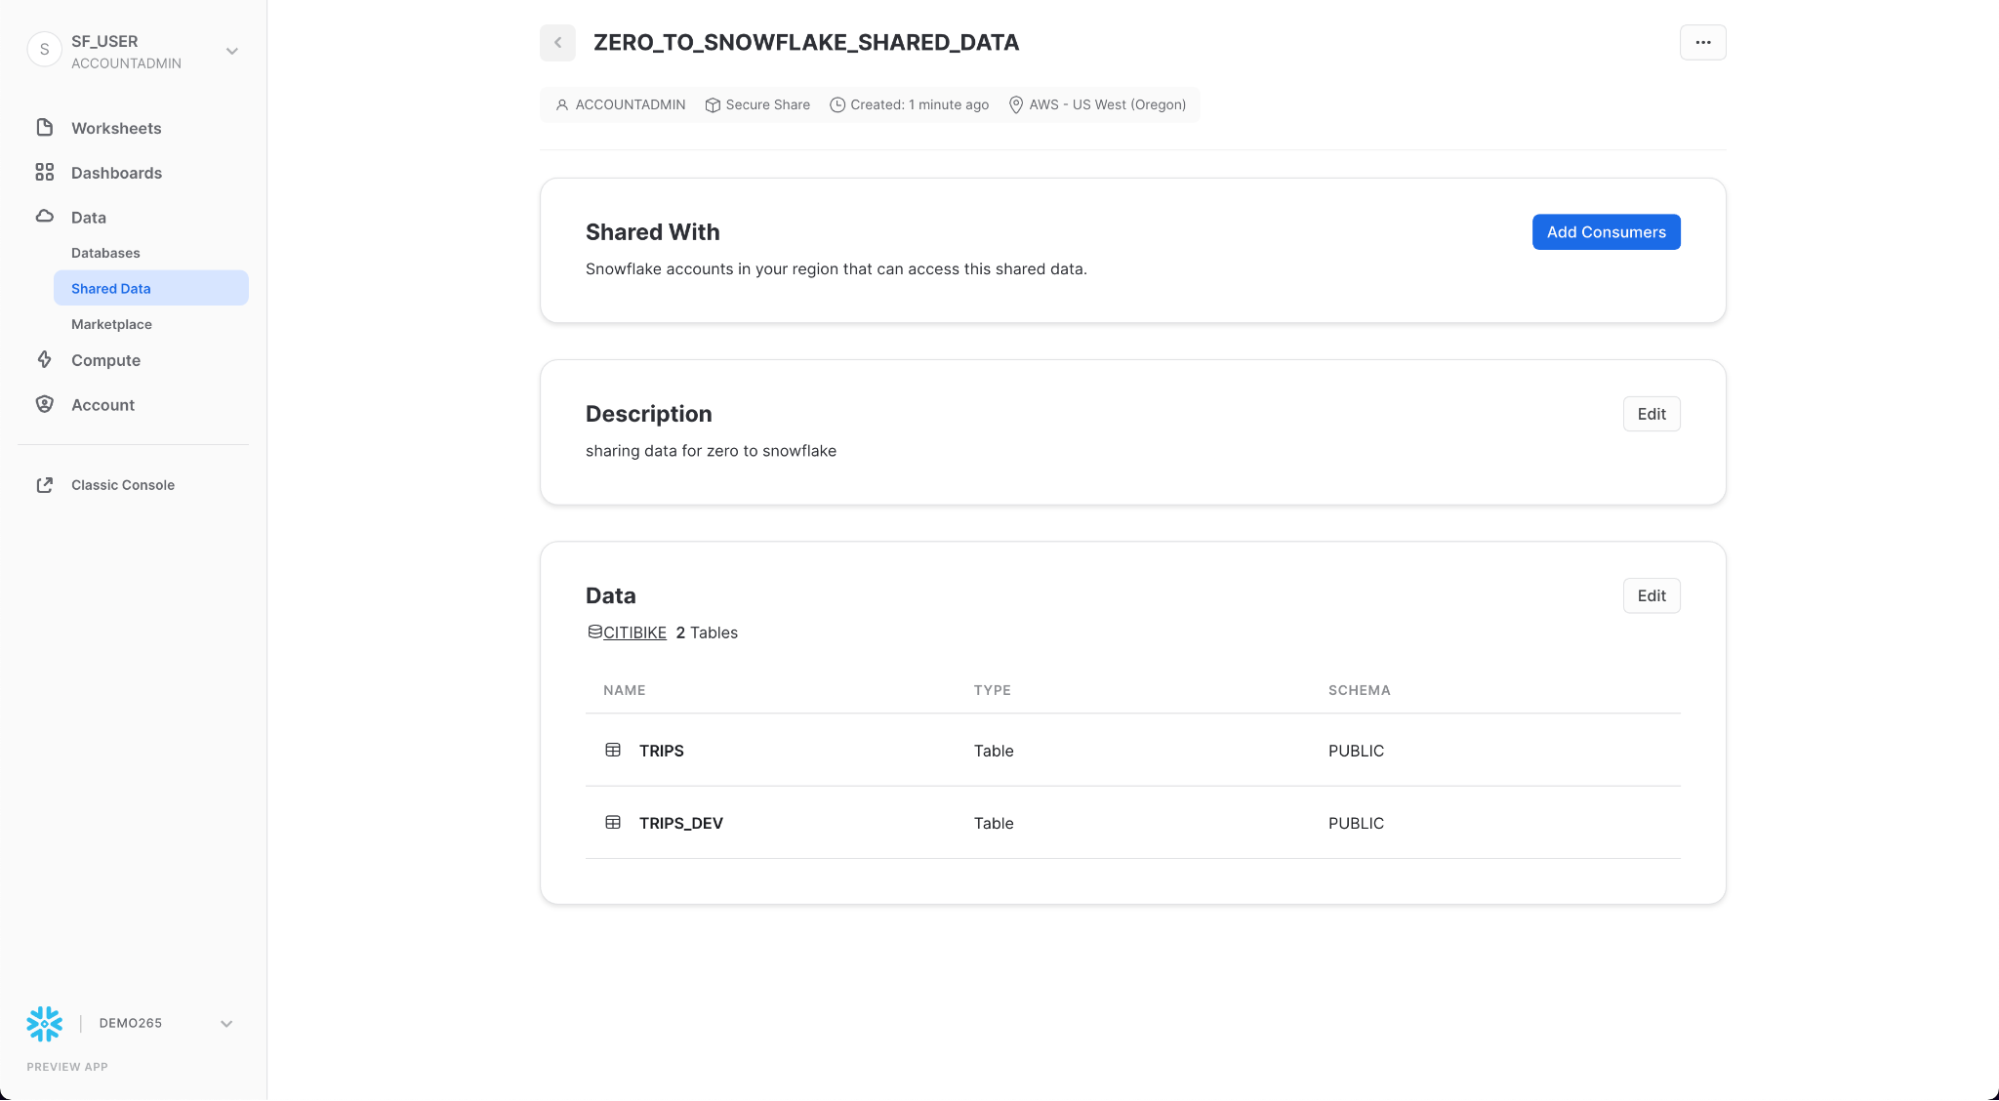 S
SF_USER
ACCOUNTADMIN
Worksheets
Dashboards
Data
Databases
Shared Data
Marketplace
Compute
Account
Classic Console
DEMO265
PREVIEW APP
ZERO_TO_SNOWFLAKE_SHARED_DATA
ACCOUNTADMIN Secure Share Created: 1 minute ago AWS - US West (Oregon)
Shared With
Add Consumers
Snowflake accounts in your region that can access this shared data.
Description
Edit
sharing data for zero to snowflake
Data
Edit
CITIBIKE 2 Tables
NAME TYPE SCHEMA
TRIPS Table PUBLIC
TRIPS_DEV Table PUBLIC